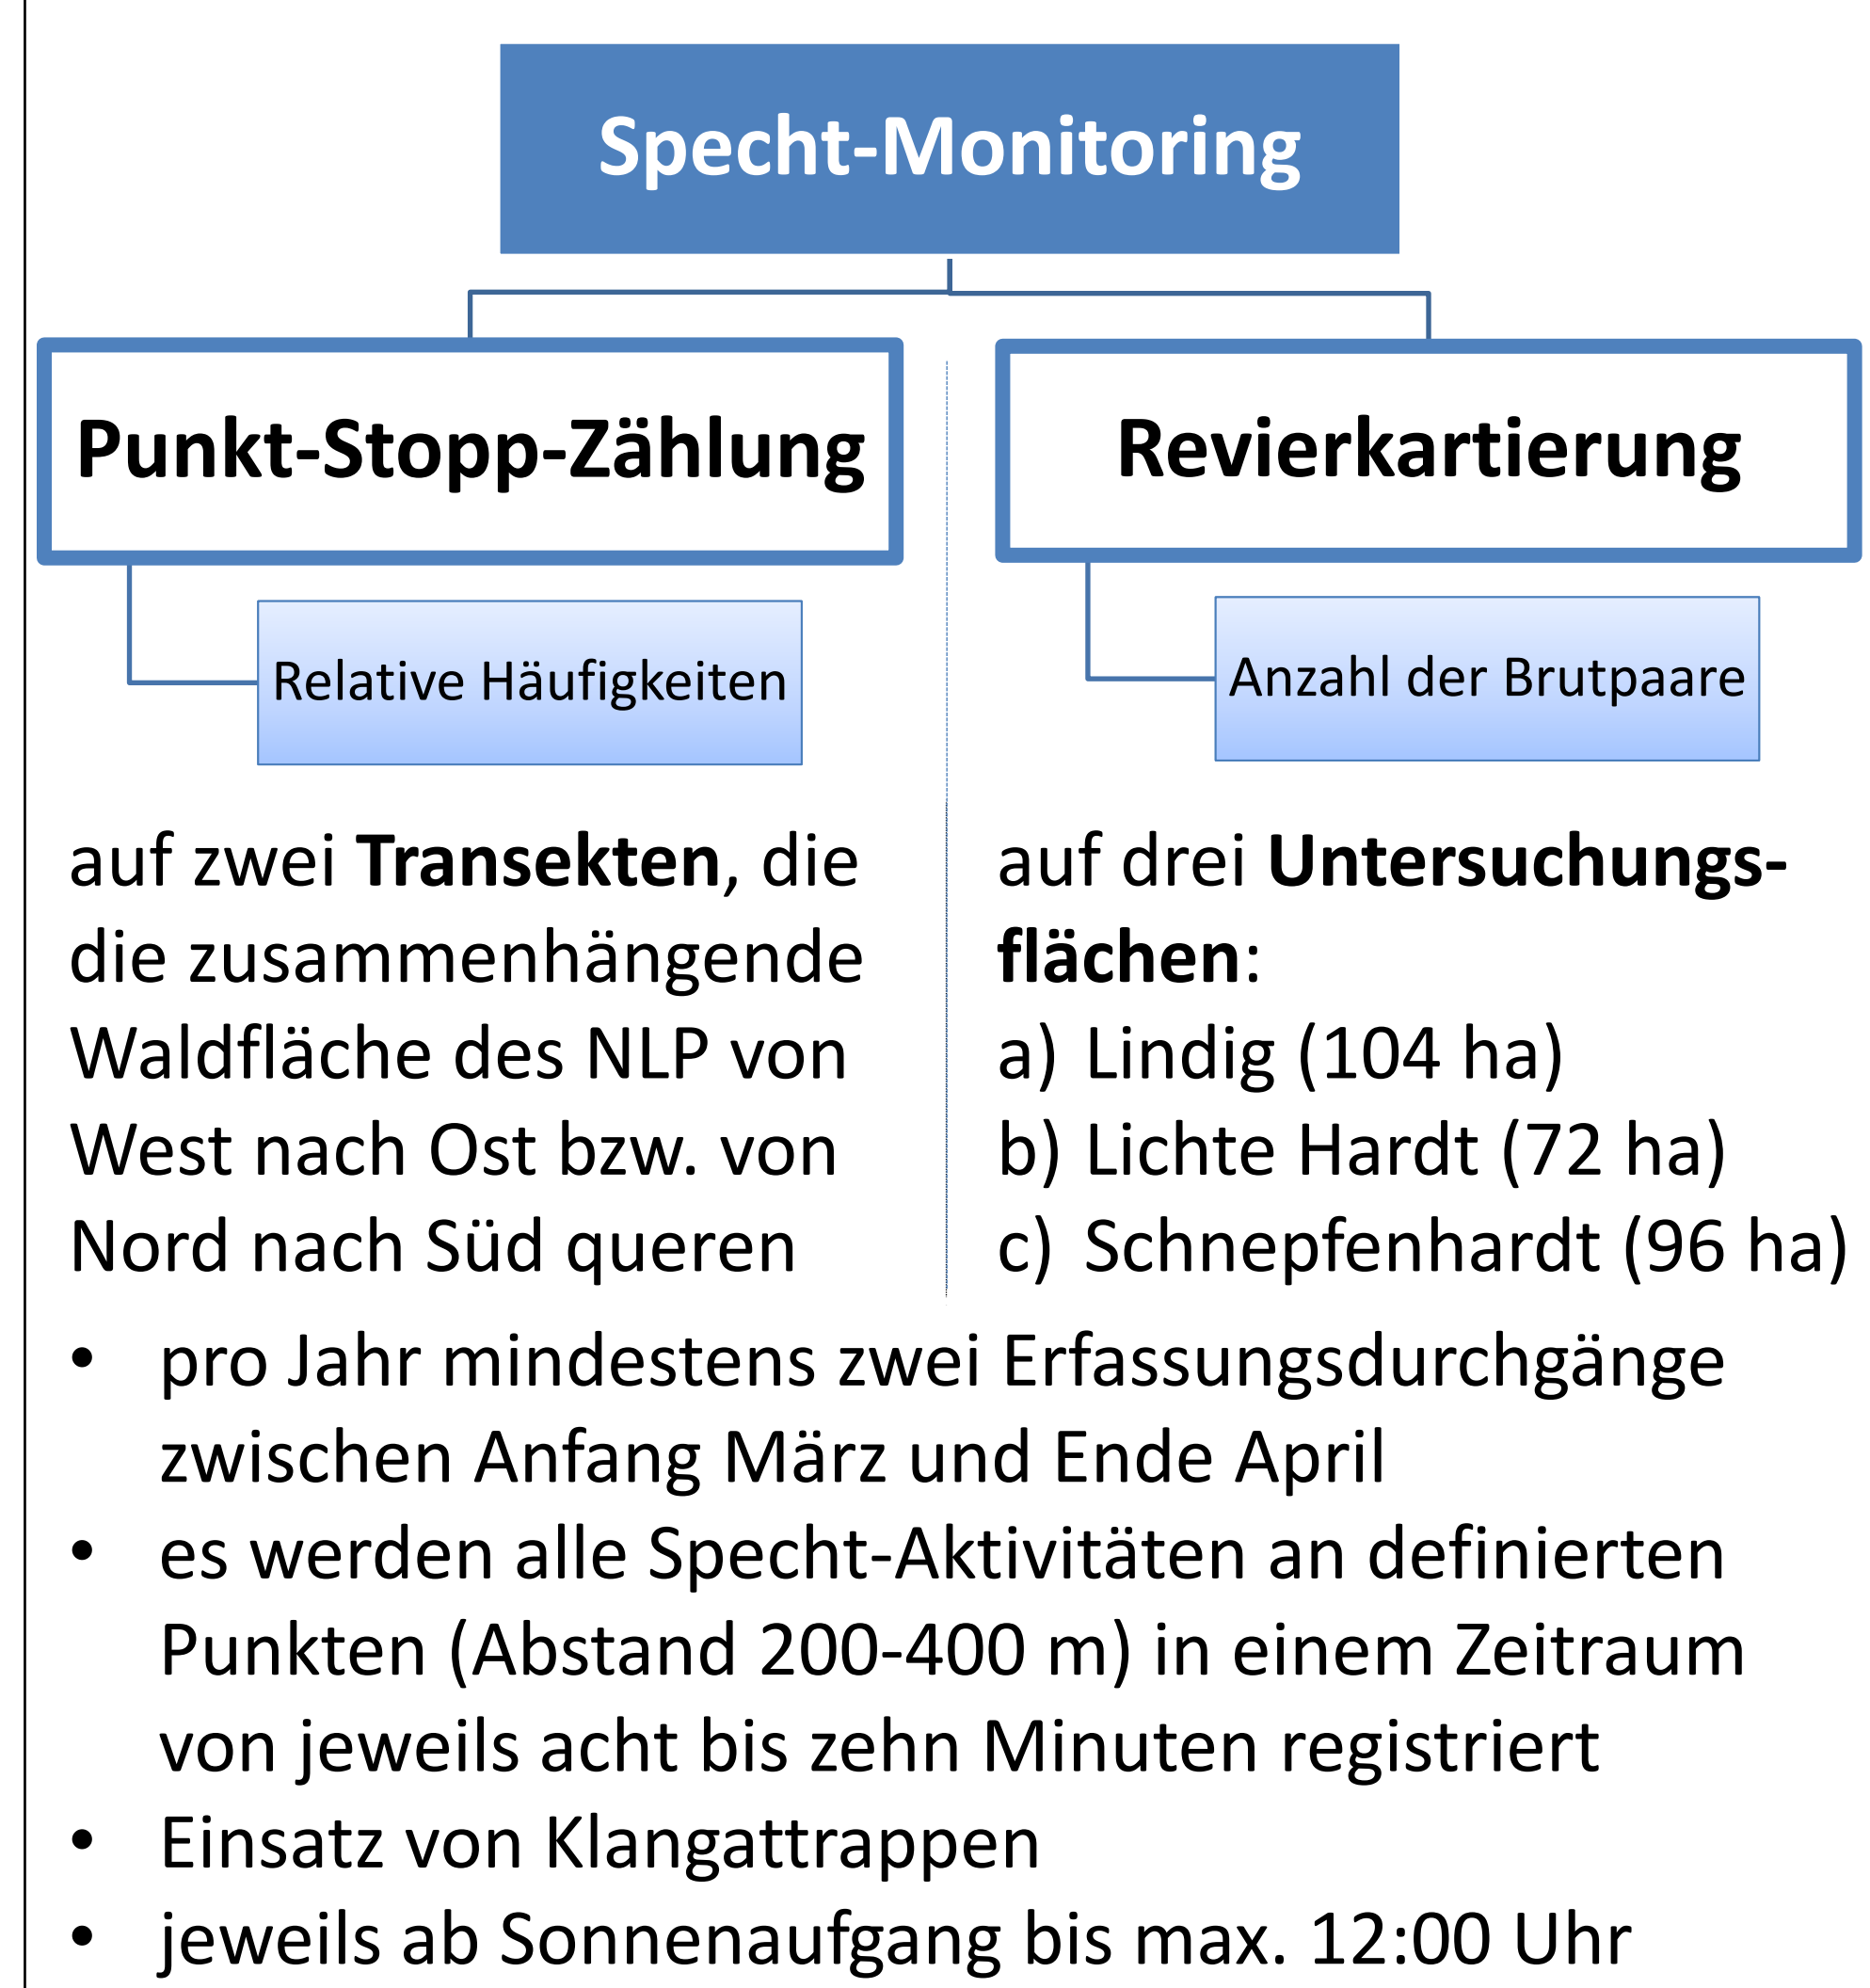 Specht-Monitoring
Punkt-Stopp-Zählung
Relative Häufigkeiten
auf zwei Transekten, die
die zusammenhängende
Waldfläche des NLP von
West nach Ost bzw. von
Nord nach Süd queren
Revierkartierung
Anzahl der Brutpaare
auf drei Untersuchungs-
flächen:
a) Lindig (104 ha)
b) Lichte Hardt (72 ha)
c) Schnepfenhardt (96 ha)
• pro Jahr mindestens zwei Erfassungsdurchgänge
zwischen Anfang März und Ende April
• es werden alle Specht-Aktivitäten an definierten
Punkten (Abstand 200-400 m) in einem Zeitraum
von jeweils acht bis zehn Minuten registriert
• Einsatz von Klangattrappen
• jeweils ab Sonnenaufgang bis max. 12:00 Uhr